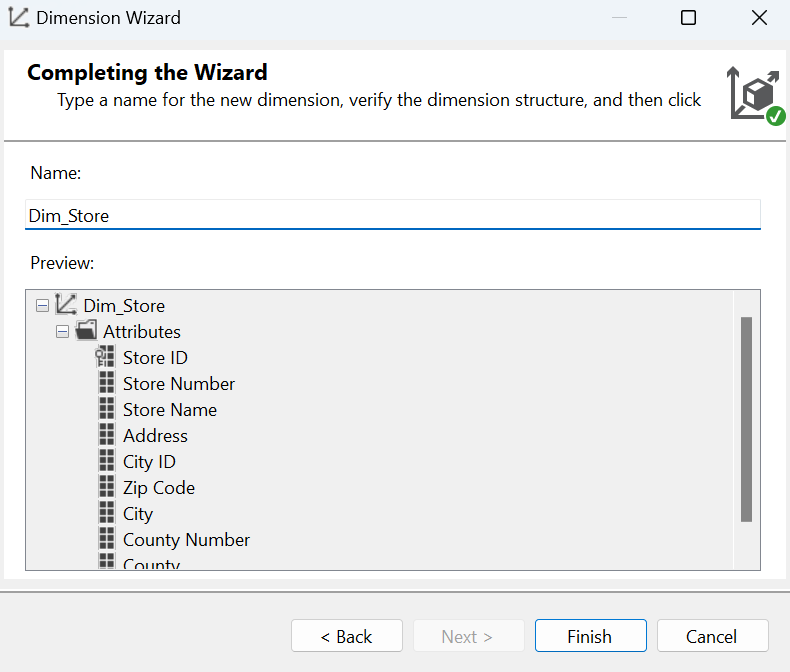 Dimension Wizard
Completing the Wizard
Type a name for the new dimension, verify the dimension structure, and then click
Name:
Dim_Store
Preview:
Dim_Store
Attributes
Store ID
Store Number
Store Name
Address
City ID
Zip Code
City
County Number
County
< Back
Next >
Finish
Cancel